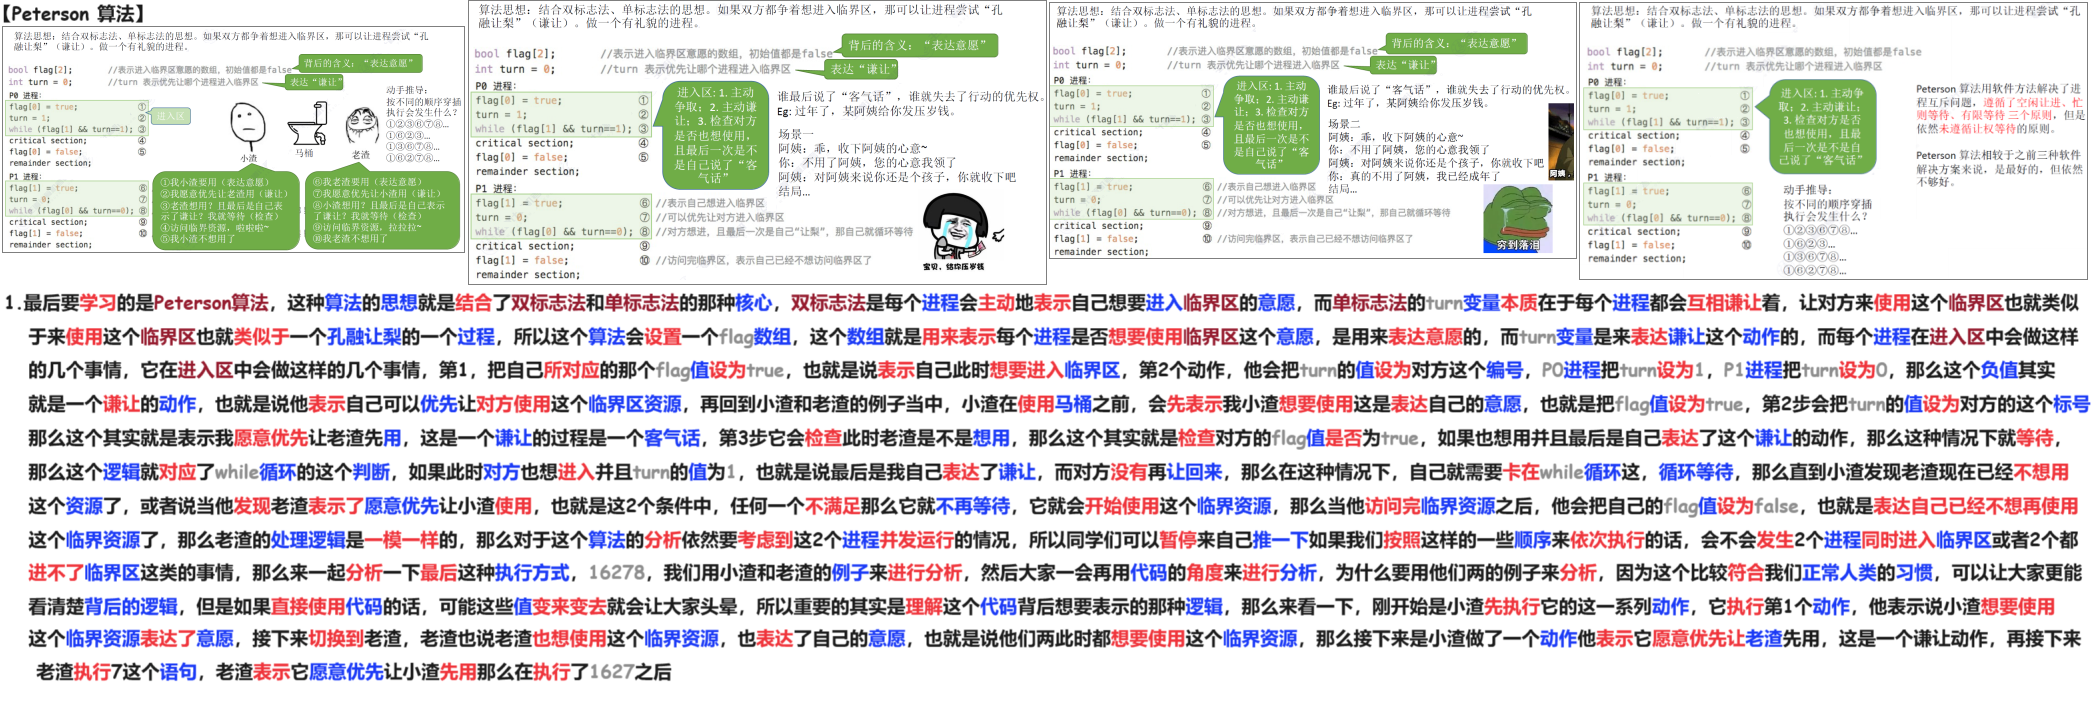 【Peterson 算法】
算法思想：结合双标志法、单标志法的思想。如果双方都争着想进入临界区，那可以让进程尝试“孔
融让梨”（谦让）。做一个有礼貌的进程。
bool flag[2]; //表示进入临界区意愿的数组，初始值都是false
背后的含义：“表达意愿”
int turn = 0; //turn 表示优先让哪个进程进入临界区
表达“谦让”
P0 进程：
flag[0] = true; ①
turn = 1; ②
while (flag[1] && turn==1); ③
critical section; ④
flag[0] = false; ⑤
remainder section;
进入区
P1 进程：
flag[1] = true; ⑥
turn = 0; ⑦
while (flag[0] && turn==0); ⑧
critical section; ⑨
flag[1] = false; ⑩
remainder section;
小渣
马桶
老渣
动手推导：
按不同的顺序穿插
执行会发生什么？
①②③⑥⑦⑧…
①⑥②③…
①③⑥⑦⑧…
①⑥②⑦⑧…
①我小渣要用（表达意愿）
②我愿意优先让老渣用（谦让）
③老渣想用？且最后是自己表
示了谦让？我就等待（检查）
④访问临界资源，啦啦啦~
⑤我小渣不想用了
⑥我老渣要用（表达意愿）
⑦我愿意优先让小渣用（谦让）
⑧小渣想用？且最后是自己表示
了谦让？我就等待（检查）
⑨访问临界资源，拉拉拉~
⑩我老渣不想用了
算法思想：结合双标志法、单标志法的思想。如果双方都争着想进入临界区，那可以让进程尝试“孔
融让梨”（谦让）。做一个有礼貌的进程。
bool flag[2]; //表示进入临界区意愿的数组，初始值都是false
背后的含义：“表达意愿”
int turn = 0; //turn 表示优先让哪个进程进入临界区
表达“谦让”
P0 进程：
flag[0] = true; ①
turn = 1; ②
while (flag[1] && turn==1); ③
critical section; ④
flag[0] = false; ⑤
remainder section;
进入区：1. 主动
争取；2. 主动谦
让；3. 检查对方
是否也想使用，
且最后一次是不
是自己说了“客
气话”
谁最后说了“客气话”，谁就失去了行动的优先权。
Eg: 过年了，某阿姨给你发压岁钱。
场景一
阿姨：乖，收下阿姨的心意~
你：不用了阿姨，您的心意我领了
阿姨：对阿姨来说你还是个孩子，你就收下吧
结局…
P1 进程：
flag[1] = true; ⑥ //表示自己想进入临界区
turn = 0; ⑦ //可以优先让对方进入临界区
while (flag[0] && turn==0); ⑧ //对方想进，且最后一次是自己“让梨”，那自己就循环等待
critical section; ⑨
flag[1] = false; ⑩ //访问完临界区，表示自己已经不想访问临界区了
remainder section;
宝贝，给你压岁钱
算法思想：结合双标志法、单标志法的思想。如果双方都争着想进入临界区，那可以让进程尝试“孔
融让梨”（谦让）。做一个有礼貌的进程。
bool flag[2]; //表示进入临界区意愿的数组，初始值都是false
背后的含义：“表达意愿”
int turn = 0; //turn 表示优先让哪个进程进入临界区
表达“谦让”
P0 进程：
flag[0] = true; ①
turn = 1; ②
while (flag[1] && turn==1); ③
critical section; ④
flag[0] = false; ⑤
remainder section;
进入区：1. 主动
争取；2. 主动谦
让；3. 检查对方
是否也想使用，
且最后一次是不
是自己说了“客
气话”
谁最后说了“客气话”，谁就失去了行动的优先权。
Eg: 过年了，某阿姨给你发压岁钱。
场景二
阿姨：乖，收下阿姨的心意~
你：不用了阿姨，您的心意我领了
阿姨：对阿姨来说你还是个孩子，你就收下吧
你：真的不用了阿姨，我已经成年了
结局…
阿姨，
P1 进程：
flag[1] = true; ⑥ //表示自己想进入临界区
turn = 0; ⑦ //可以优先让对方进入临界区
while (flag[0] && turn==0); ⑧ //对方想进，且最后一次是自己“让梨”，那自己就循环等待
critical section; ⑨
flag[1] = false; ⑩ //访问完临界区，表示自己已经不想访问临界区了
remainder section;
穷到落泪
算法思想：结合双标志法、单标志法的思想。如果双方都争着想进入临界区，那可以让进程尝试“孔
融让梨”（谦让）。做一个有礼貌的进程。
bool flag[2]; //表示进入临界区意愿的数组，初始值都是false
int turn = 0; //turn 表示优先让哪个进程进入临界区
P0 进程：
flag[0] = true; ①
turn = 1; ②
while (flag[1] && turn==1); ③
critical section; ④
flag[0] = false; ⑤
remainder section;
进入区：1. 主动
争取；2. 主动谦让；
3. 检查对方是否
也想使用，且最
后一次是不是自
己说了“客气话”
Peterson 算法用软件方法解决了进
程互斥问题，遵循了空闲让进、忙
则等待、有限等待 三个原则，但是
依然未遵循让权等待的原则。
Peterson 算法相较于之前三种软件
解决方案来说，是最好的，但依然
不够好。
P1 进程：
flag[1] = true; ⑥
turn = 0; ⑦
while (flag[0] && turn==0); ⑧
critical section; ⑨
flag[1] = false; ⑩
remainder section;
动手推导：
按不同的顺序穿插
执行会发生什么？
①②③⑥⑦⑧…
①⑥②③…
①③⑥⑦⑧…
①⑥②⑦⑧…
1.最后要学习的是Peterson算法，这种算法的思想就是结合了双标志法和单标志法的那种核心，双标志法是每个进程会主动地表示自己想要进入临界区的意愿，而单标志法的turn变量本质在于每个进程都会互相谦让着，让对方来使用这个临界区也就类似
于来使用这个临界区也就类似于一个孔融让梨的一个过程，所以这个算法会设置一个flag数组，这个数组就是用来表示每个进程是否想要使用临界区这个意愿，是用来表达意愿的，而turn变量是来表达谦让这个动作的，而每个进程在进入区中会做这样
的几个事情，它在进入区中会做这样的几个事情，第1，把自己所对应的那个flag值设为true，也就是说表示自己此时想要进入临界区，第2个动作，他会把turn的值设为对方这个编号，P0进程把turn设为1，P1进程把turn设为0，那么这个负值其实
就是一个谦让的动作，也就是说他表示自己可以优先让对方使用这个临界区资源，再回到小渣和老渣的例子当中，小渣在使用马桶之前，会先表示我小渣想要使用这是表达自己的意愿，也就是把flag值设为true，第2步会把turn的值设为对方的这个标号
那么这个其实就是表示我愿意优先让老渣先用，这是一个谦让的过程是一个客气话，第3步它会检查此时老渣是不是想用，那么这个其实就是检查对方的flag值是否为true，如果也想用并且最后是自己表达了这个谦让的动作，那么这种情况下就等待，
那么这个逻辑就对应了while循环的这个判断，如果此时对方也想进入并且turn的值为1，也就是说最后是我自己表达了谦让，而对方没有再让回来，那么在这种情况下，自己就需要卡在while循环这，循环等待，那么直到小渣发现老渣现在已经不想用
这个资源了，或者说当他发现老渣表示了愿意优先让小渣使用，也就是这2个条件中，任何一个不满足那么它就不再等待，它就会开始使用这个临界资源，那么当他访问完临界资源之后，他会把自己的flag值设为false，也就是表达自己已经不想再使用
这个临界资源了，那么老渣的处理逻辑是一模一样的，那么对于这个算法的分析依然要考虑到这2个进程并发运行的情况，所以同学们可以暂停来自己推一下如果我们按照这样的一些顺序来依次执行的话，会不会发生2个进程同时进入临界区或者2个都
进不了临界区这类的事情，那么来一起分析一下最后这种执行方式，16278，我们用小渣和老渣的例子来进行分析，然后大家一会再用代码的角度来进行分析，为什么要用他们两的例子来分析，因为这个比较符合我们正常人类的习惯，可以让大家更能
看清楚背后的逻辑，但是如果直接使用代码的话，可能这些值变来变去就会让大家头晕，所以重要的其实是理解这个代码背后想要表示的那种逻辑，那么来看一下，刚开始是小渣先执行它的这一系列动作，它执行第1个动作，他表示说小渣想要使用
这个临界资源表达了意愿，接下来切换到老渣，老渣也说老渣也想使用这个临界资源，也表达了自己的意愿，也就是说他们两此时都想要使用这个临界资源，那么接下来是小渣做了一个动作他表示它愿意优先让老渣先用，这是一个谦让动作，再接下来
老渣执行7这个语句，老渣表示它愿意优先让小渣先用那么在执行了1627之后